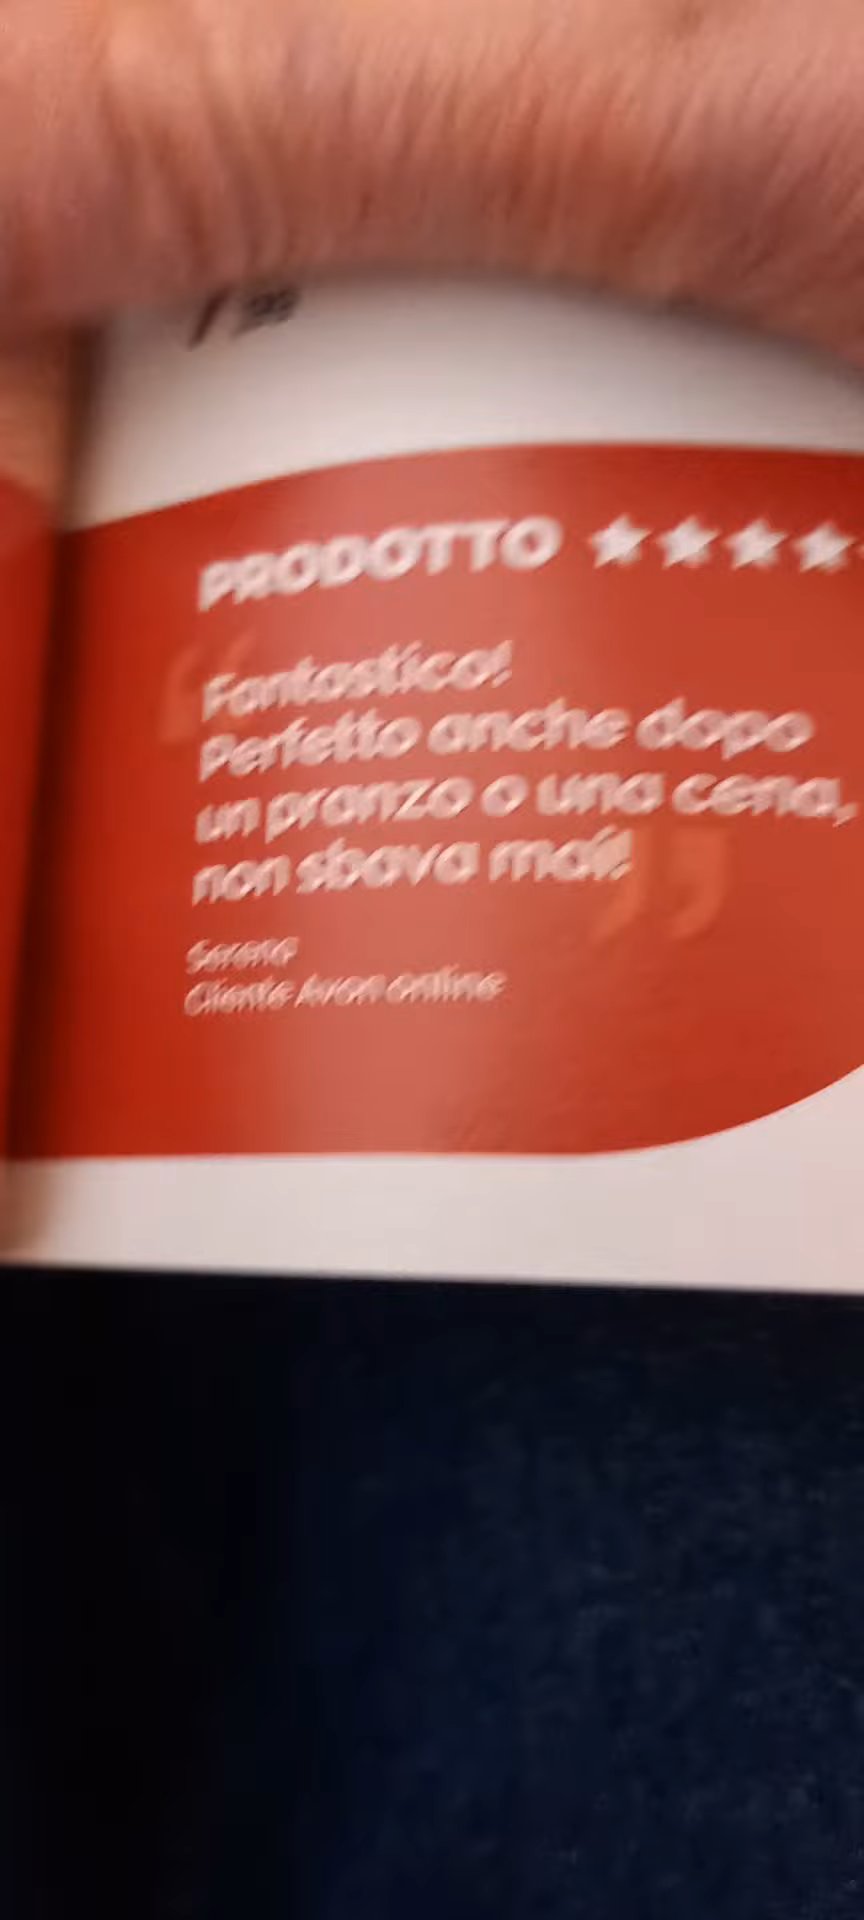 PRODOTTO ★★★★
Fantastico!
Perfetto anche dopo
un pranzo o una cena,
non sbava mai!
Serena
Cliente Avon online